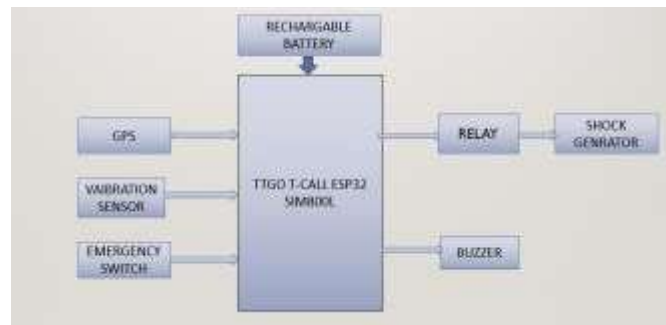 RECHARGABLE
BATTERY
GPS
VAIBRATION
SENSOR
EMERGENCY
SWITCH
TTGO T-CALL ESP32
SIM800L
RELAY
SHOCK
GENRATOR
BUZZER